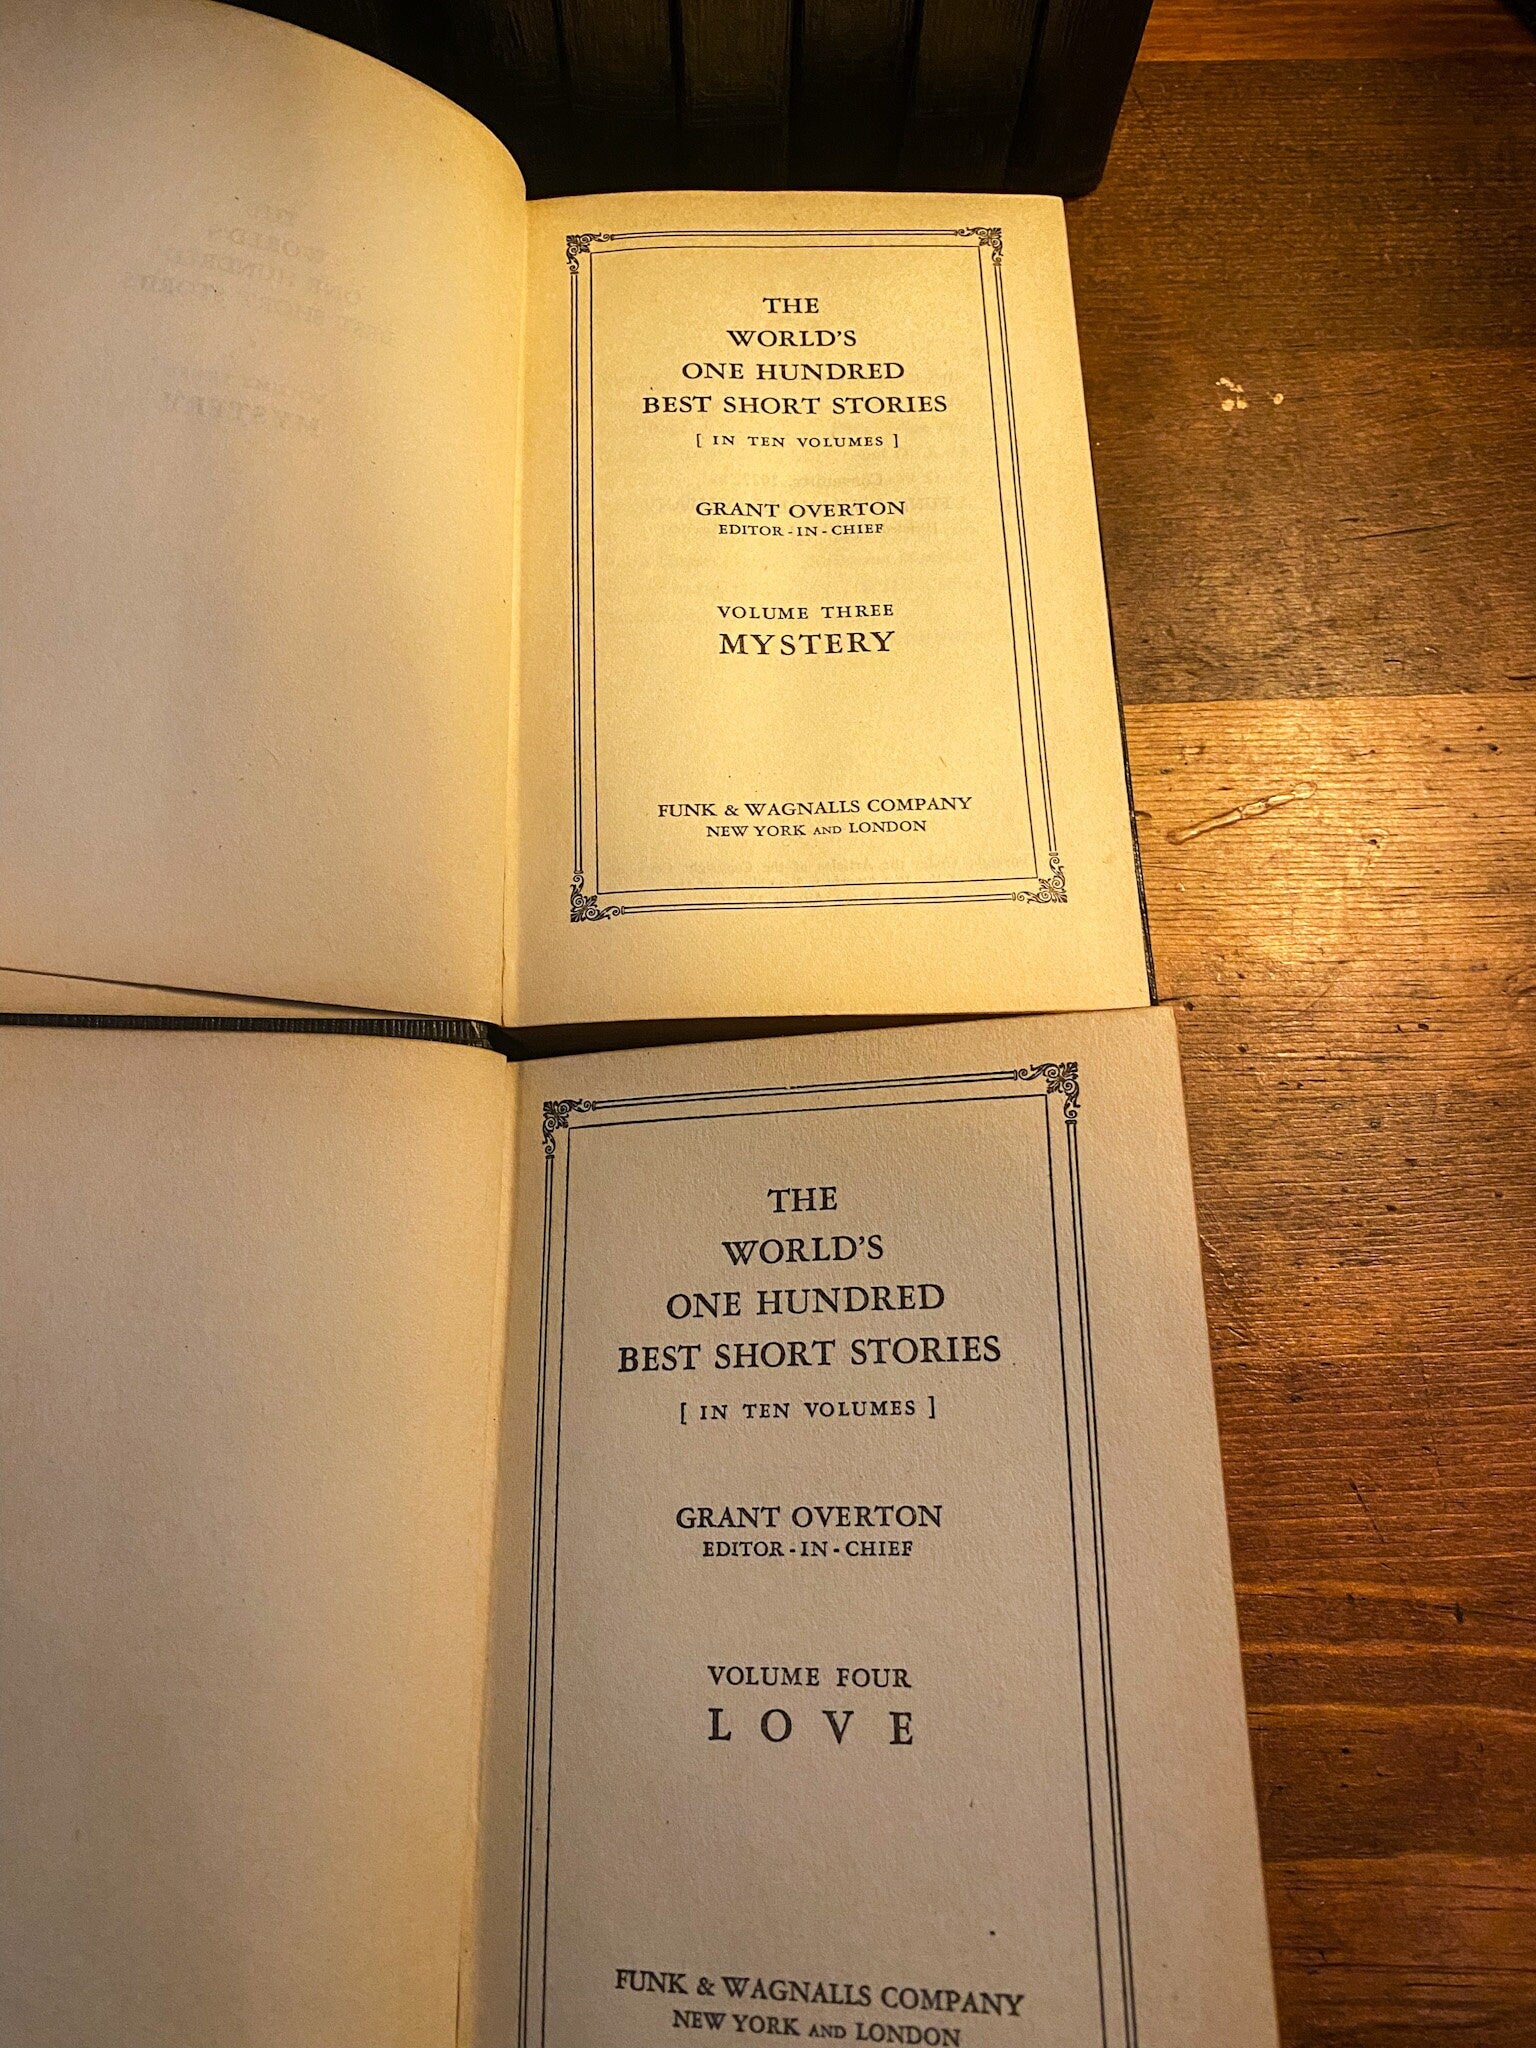 THE
WORLD'S
ONE HUNDRED
BEST SHORT STORIES
[ IN TEN VOLUMES ]
GRANT OVERTON
EDITOR-IN-CHIEF
VOLUME THREE
MYSTERY
FUNK & WAGNALLS COMPANY
NEW YORK AND LONDON
THE
WORLD'S
ONE HUNDRED
BEST SHORT STORIES
[ IN TEN VOLUMES ]
GRANT OVERTON
EDITOR-IN-CHIEF
VOLUME FOUR
LOVE
FUNK & WAGNALLS COMPANY
NEW YORK AND LONDON